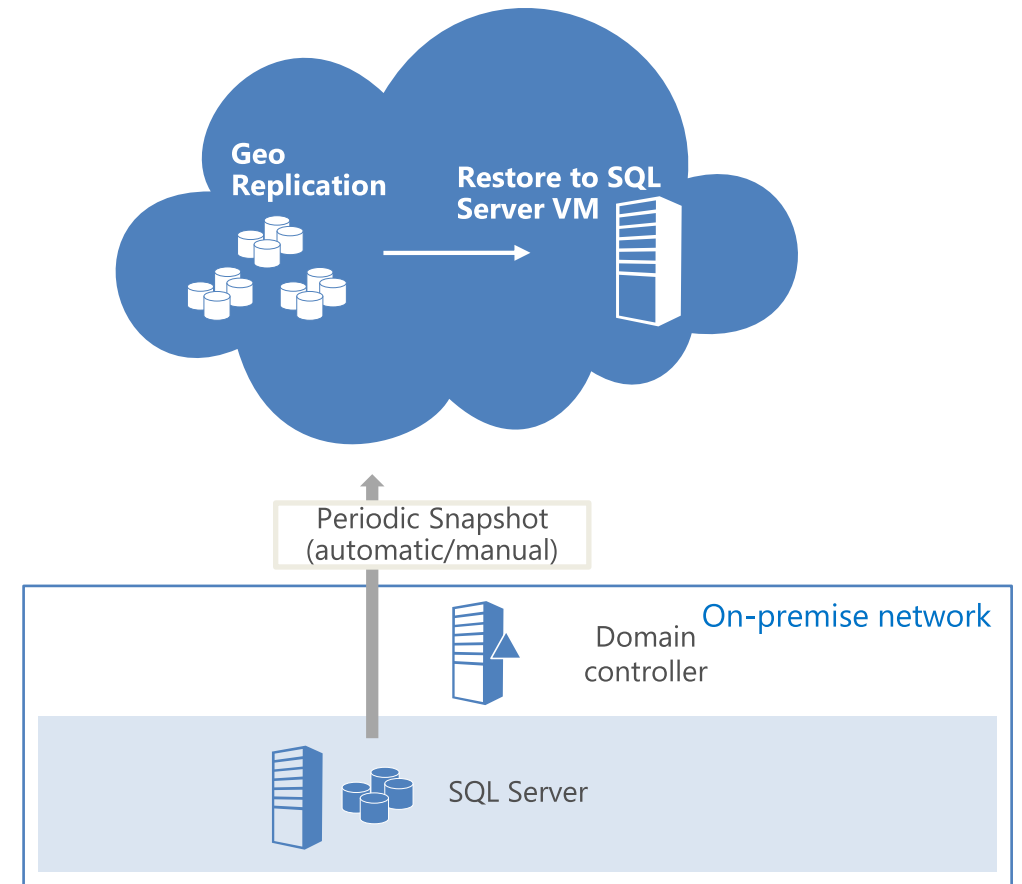 Geo
Replication
Restore to SQL
Server VM
Periodic Snapshot
(automatic/manual)
On-premise network
Domain
controller
SQL Server